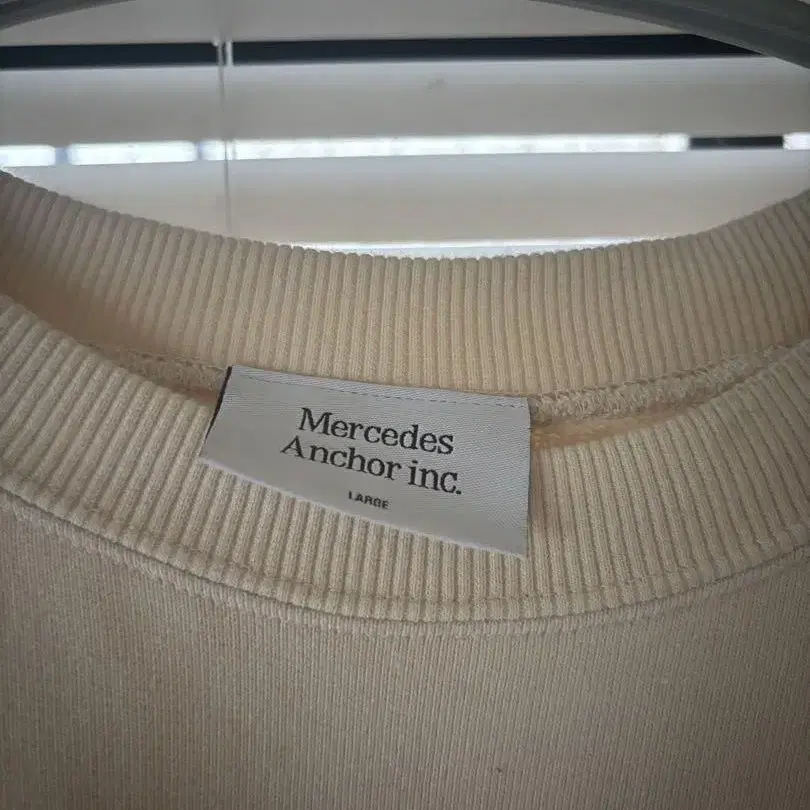 Mercedes
Anchor inc.
LARGE